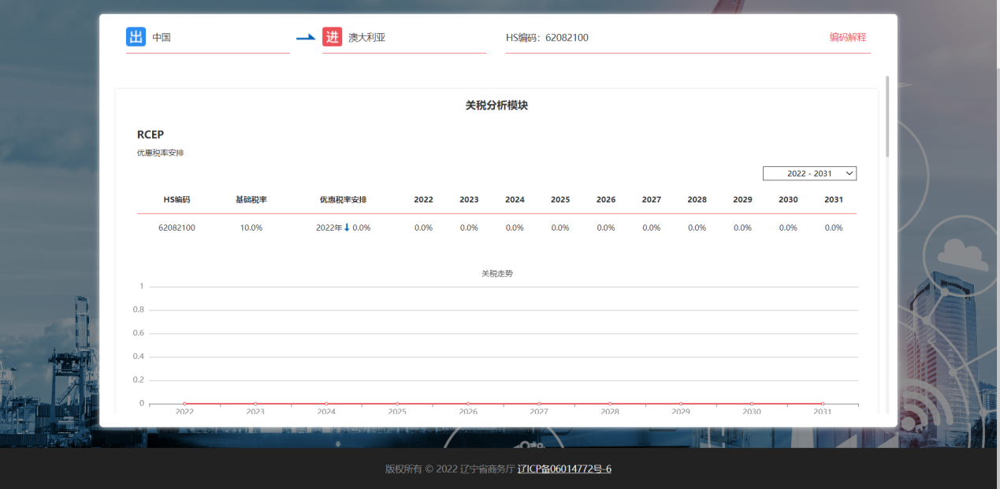 出 中国 进 澳大利亚 HS编码：62082100 编码解释
关税分析模块
RCEP
优惠税率安排
2022 - 2031
HS编码 基础税率 优惠税率安排 2022 2023 2024 2025 2026 2027 2028 2029 2030 2031
62082100 10.0% 2022年 0.0% 0.0% 0.0% 0.0% 0.0% 0.0% 0.0% 0.0% 0.0% 0.0% 0.0%
关税走势
1
0.8
0.6
0.4
0.2
0
2022 2023 2024 2025 2026 2027 2028 2029 2030 2031
版权所有 © 2022 辽宁省商务厅 辽ICP备06014772号-6